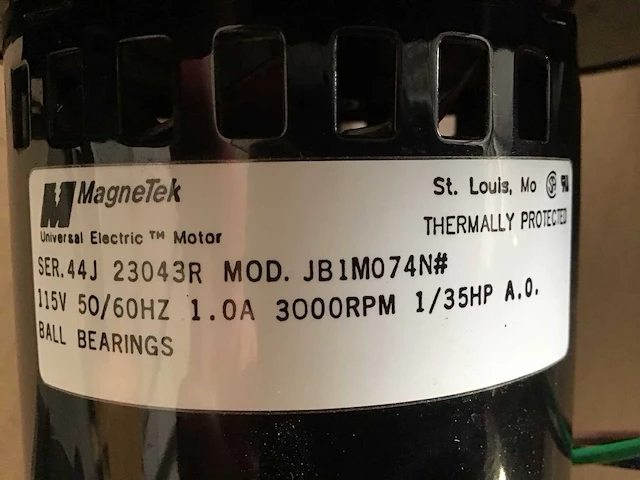 MagneTek
St. Louis, Mo
THERMALLY PROTECTED
Universal Electric ™ Motor
SER.44J 23043R MOD. JB1M074N#
115V 50/60HZ 1.0A 3000RPM 1/35HP A.O.
BALL BEARINGS